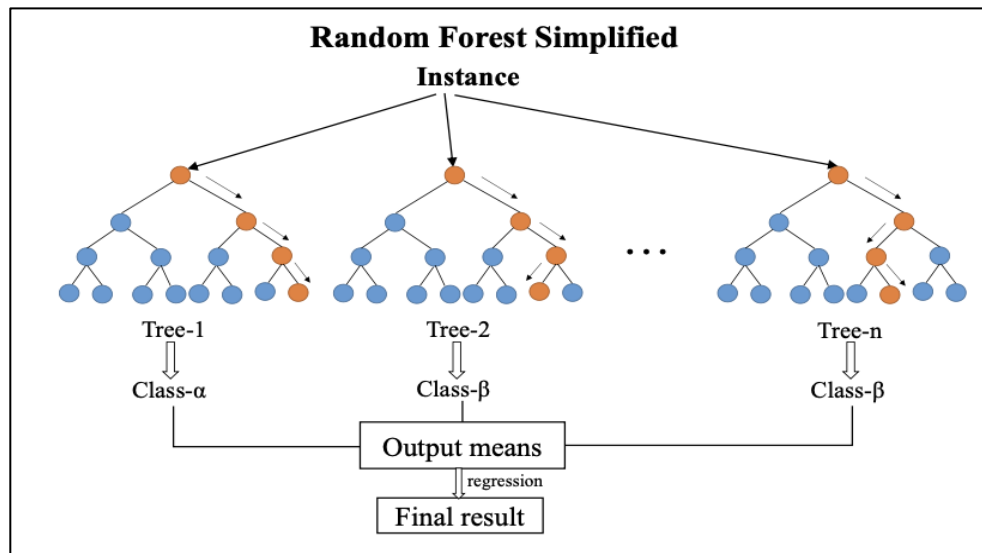 Random Forest Simplified
Instance
...
Tree-1 Tree-2 Tree-n
Class-α Class-β Class-β
Output means
regression
Final result